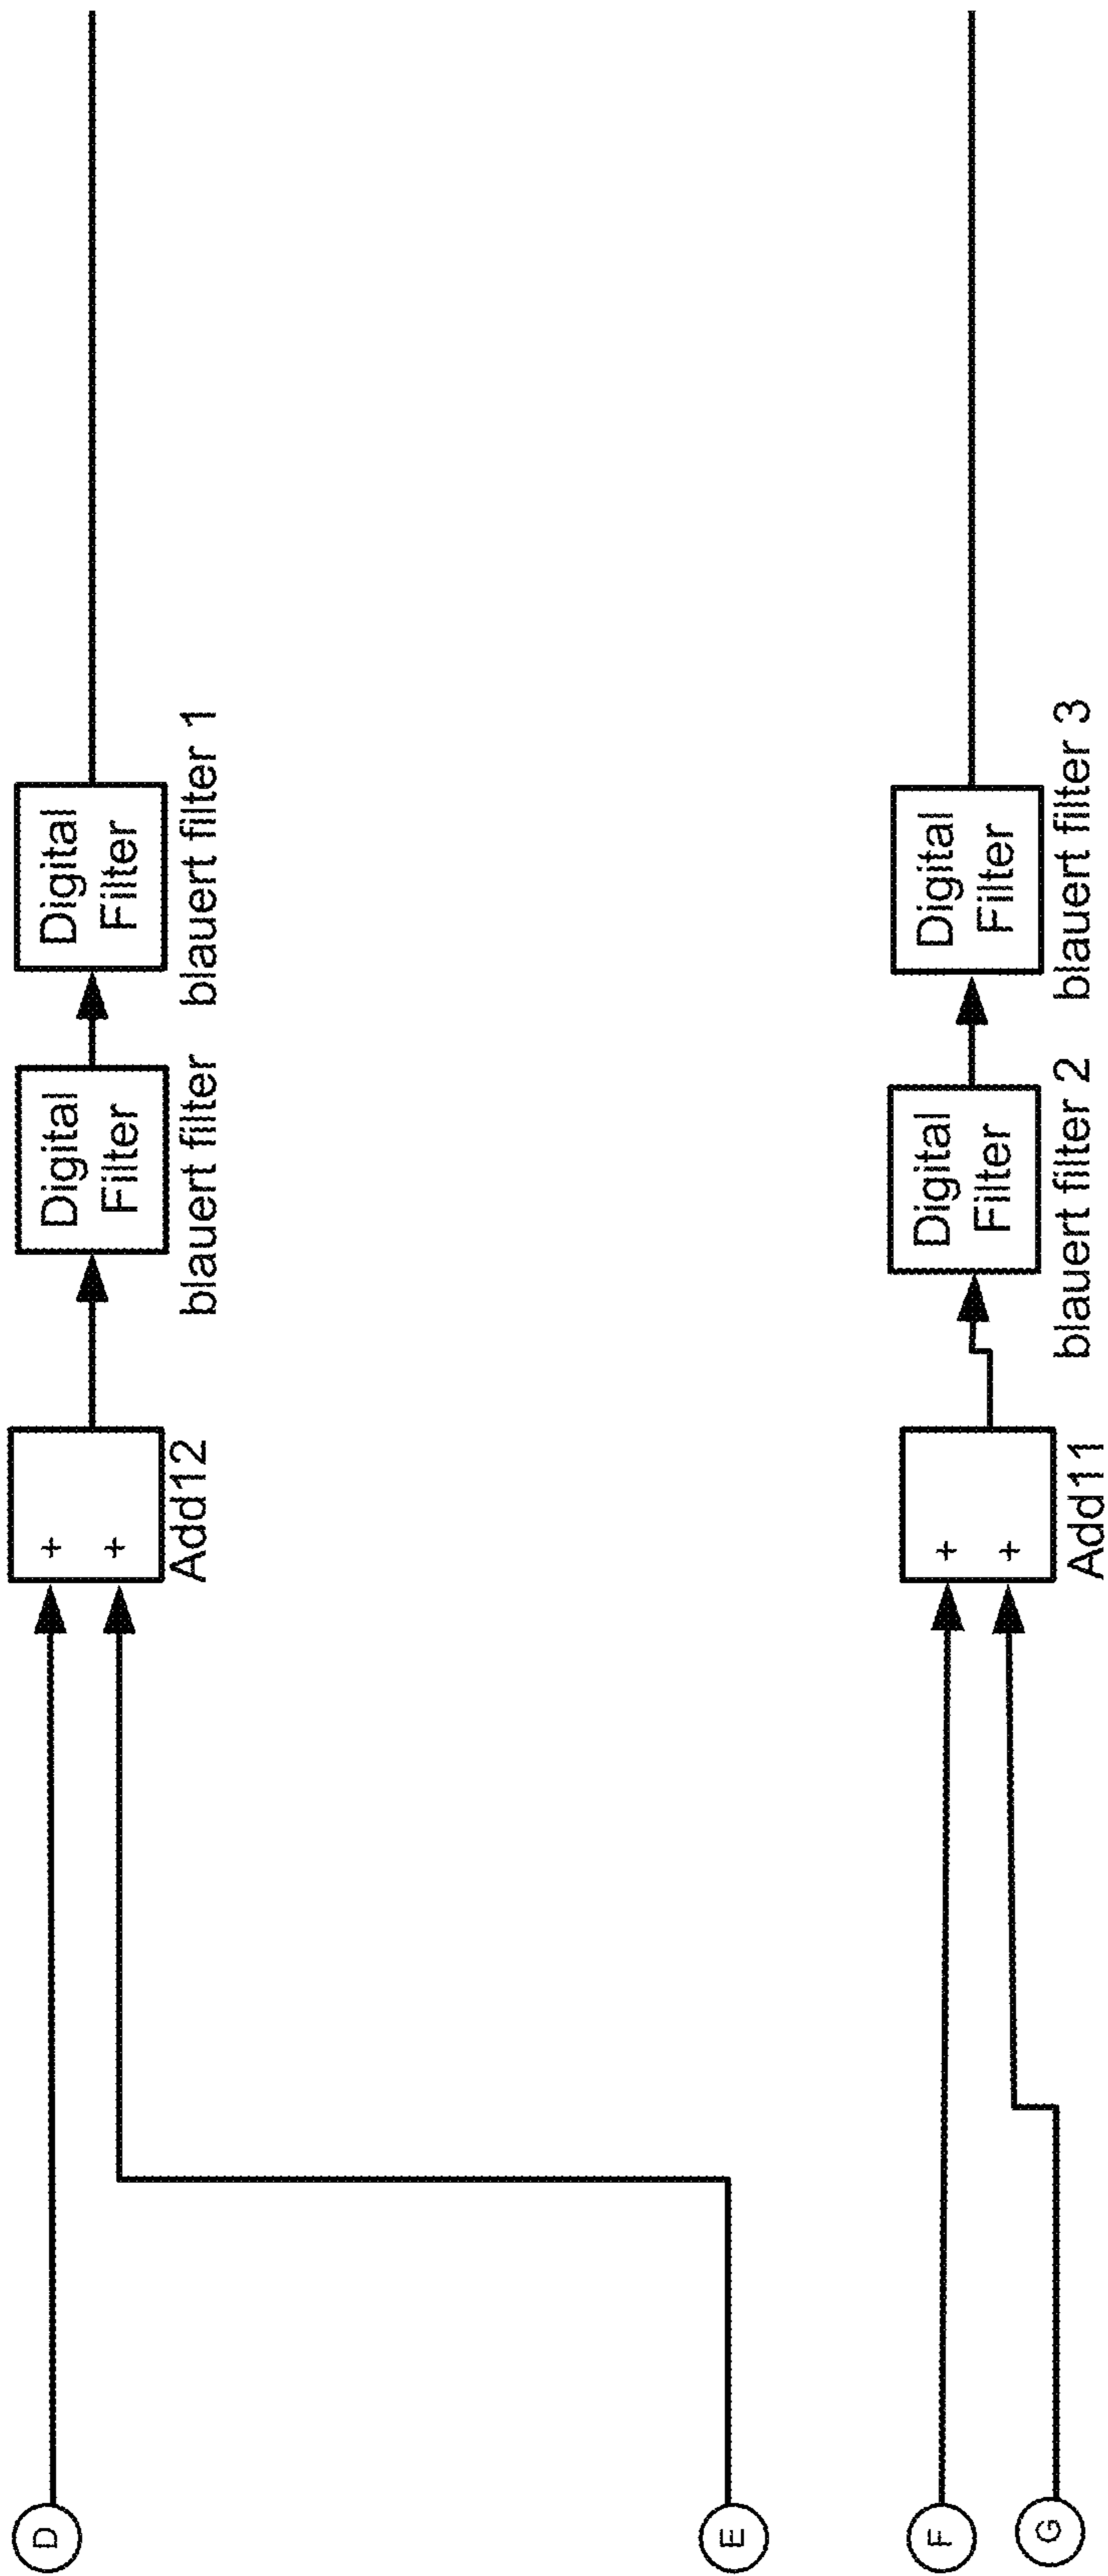 D
+
+
Add12
Digital
Filter
blauert filter
Digital
Filter
blauert filter 1
E
F
G
+
+
Add11
Digital
Filter
blauert filter 2
Digital
Filter
blauert filter 3